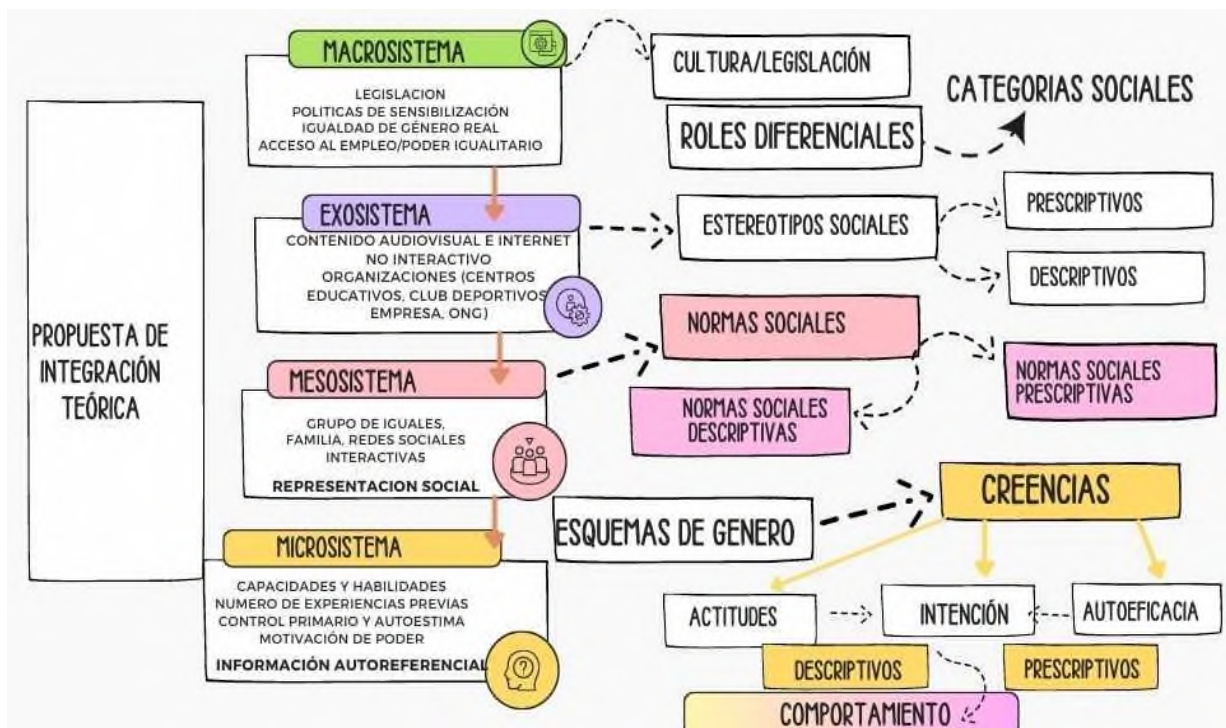 PROPUESTA DE
INTEGRACIÓN
TEÓRICA
MACROSISTEMA
LEGISLACION
POLITICAS DE SENSIBILIZACIÓN
IGUALDAD DE GÉNERO REAL
ACCESO AL EMPLEO/PODER IGUALITARIO
EXOSISTEMA
CONTENIDO AUDIOVISUAL E INTERNET
NO INTERACTIVO
ORGANIZACIONES (CENTROS
EDUCATIVOS, CLUB DEPORTIVOS
EMPRESA, ONG)
MESOSISTEMA
GRUPO DE IGUALES,
FAMILIA, REDES SOCIALES
INTERACTIVAS
REPRESENTACION SOCIAL
MICROSISTEMA
CAPACIDADES Y HABILIDADES
NUMERO DE EXPERIENCIAS PREVIAS
CONTROL PRIMARIO Y AUTOESTIMA
MOTIVACIÓN DE PODER
INFORMACIÓN AUTOREFERENCIAL
CULTURA/LEGISLACIÓN
ROLES DIFERENCIALES
CATEGORIAS SOCIALES
ESTEREOTIPOS SOCIALES
PRESCRIPTIVOS
DESCRIPTIVOS
NORMAS SOCIALES
NORMAS SOCIALES
DESCRIPTIVAS
NORMAS SOCIALES
PRESCRIPTIVAS
ESQUEMAS DE GENERO
CREENCIAS
ACTITUDES
INTENCIÓN
AUTOEFICACIA
DESCRIPTIVOS
PRESCRIPTIVOS
COMPORTAMIENTO